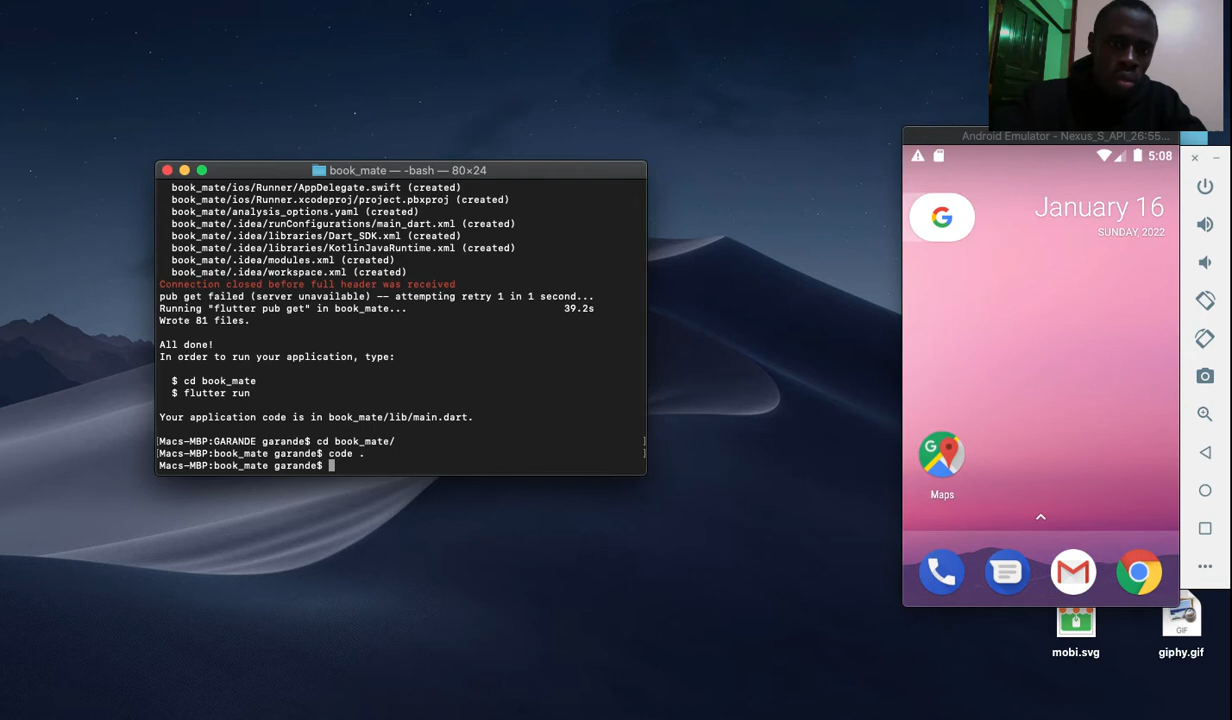 Android Emulator - Nexus_S_API_26:55...
book_mate — -bash — 80×24
book_mate/ios/Runner/AppDelegate.swift (created)
book_mate/ios/Runner.xcodeproj/project.pbxproj (created)
book_mate/analysis_options.yaml (created)
book_mate/.idea/runConfigurations/main_dart.xml (created)
book_mate/.idea/libraries/Dart_SDK.xml (created)
book_mate/.idea/libraries/KotlinJavaRuntime.xml (created)
book_mate/.idea/modules.xml (created)
book_mate/.idea/workspace.xml (created)
Connection closed before full header was received
pub get failed (server unavailable) -- attempting retry 1 in 1 second...
Running "flutter pub get" in book_mate... 39.2s
Wrote 81 files.
All done!
In order to run your application, type:
$ cd book_mate
$ flutter run
Your application code is in book_mate/lib/main.dart.
[Macs-MBP:GARANDE garande$ cd book_mate/ ]
[Macs-MBP:book_mate garande$ code . ]
Macs-MBP:book_mate garande$
5:08
G
January 16
SUNDAY, 2022
Maps
mobi.svg
GIF
giphy.gif